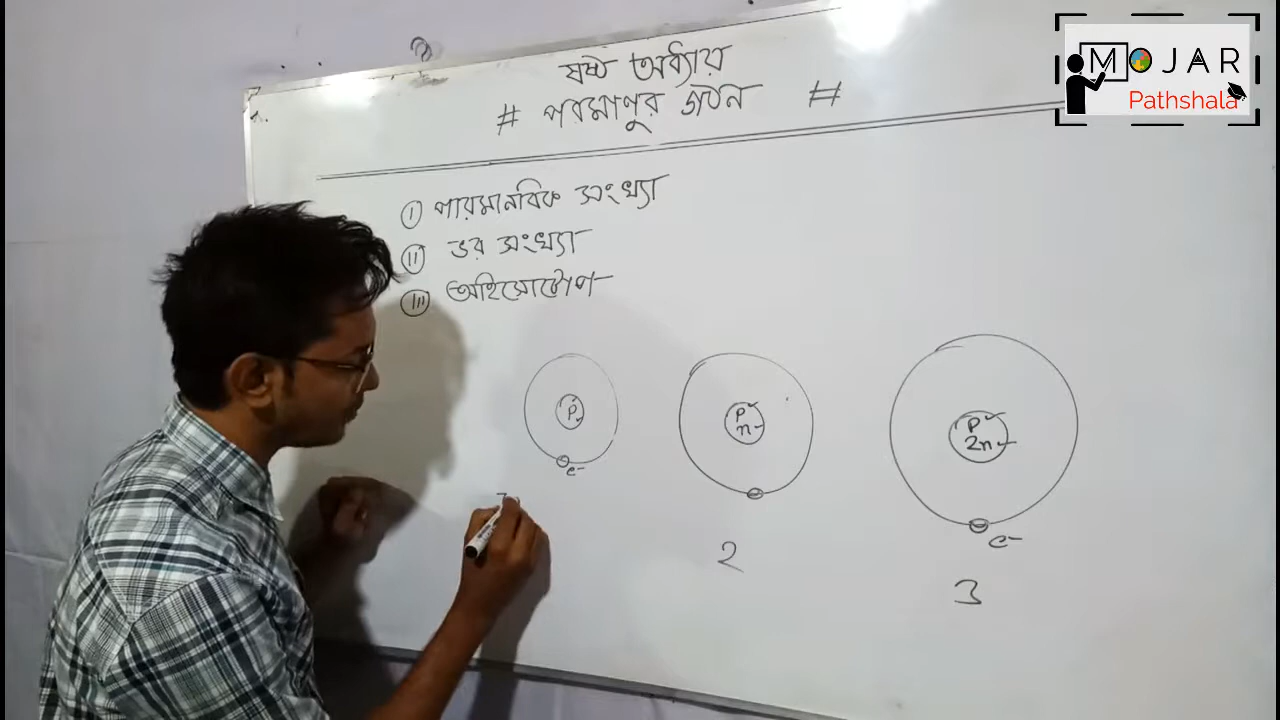 ষষ্ঠ অধ্যায়
# পরমাণুর গঠন #
MOJAR
Pathshala
i পারমানবিক সংখ্যা
ii ভর সংখ্যা
iii আইসোটোপ
P
e-
P
n
2
P
2n
e-
3